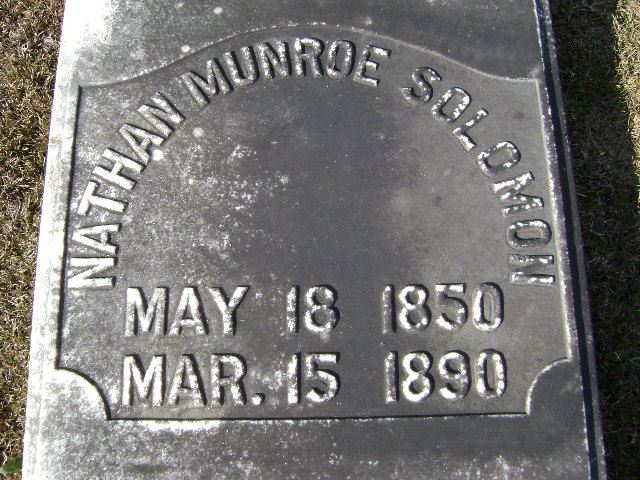 NATHAN MUNROE SOLOMON
MAY 18 1850
MAR. 15 1890